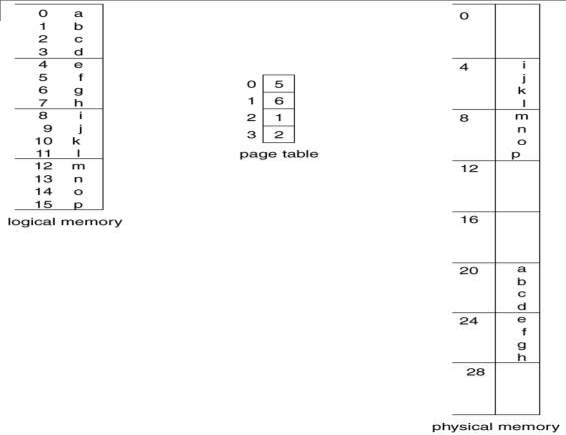 0 a
1 b
2 c
3 d
4 e
5 f
6 g
7 h
8 i
9 j
10 k
11 l
12 m
13 n
14 o
15 p
logical memory
0 5
1 6
2 1
3 2
page table
0
4 i
j
k
l
8 m
n
o
p
12
16
20 a
b
c
d
24 e
f
g
h
28
physical memory